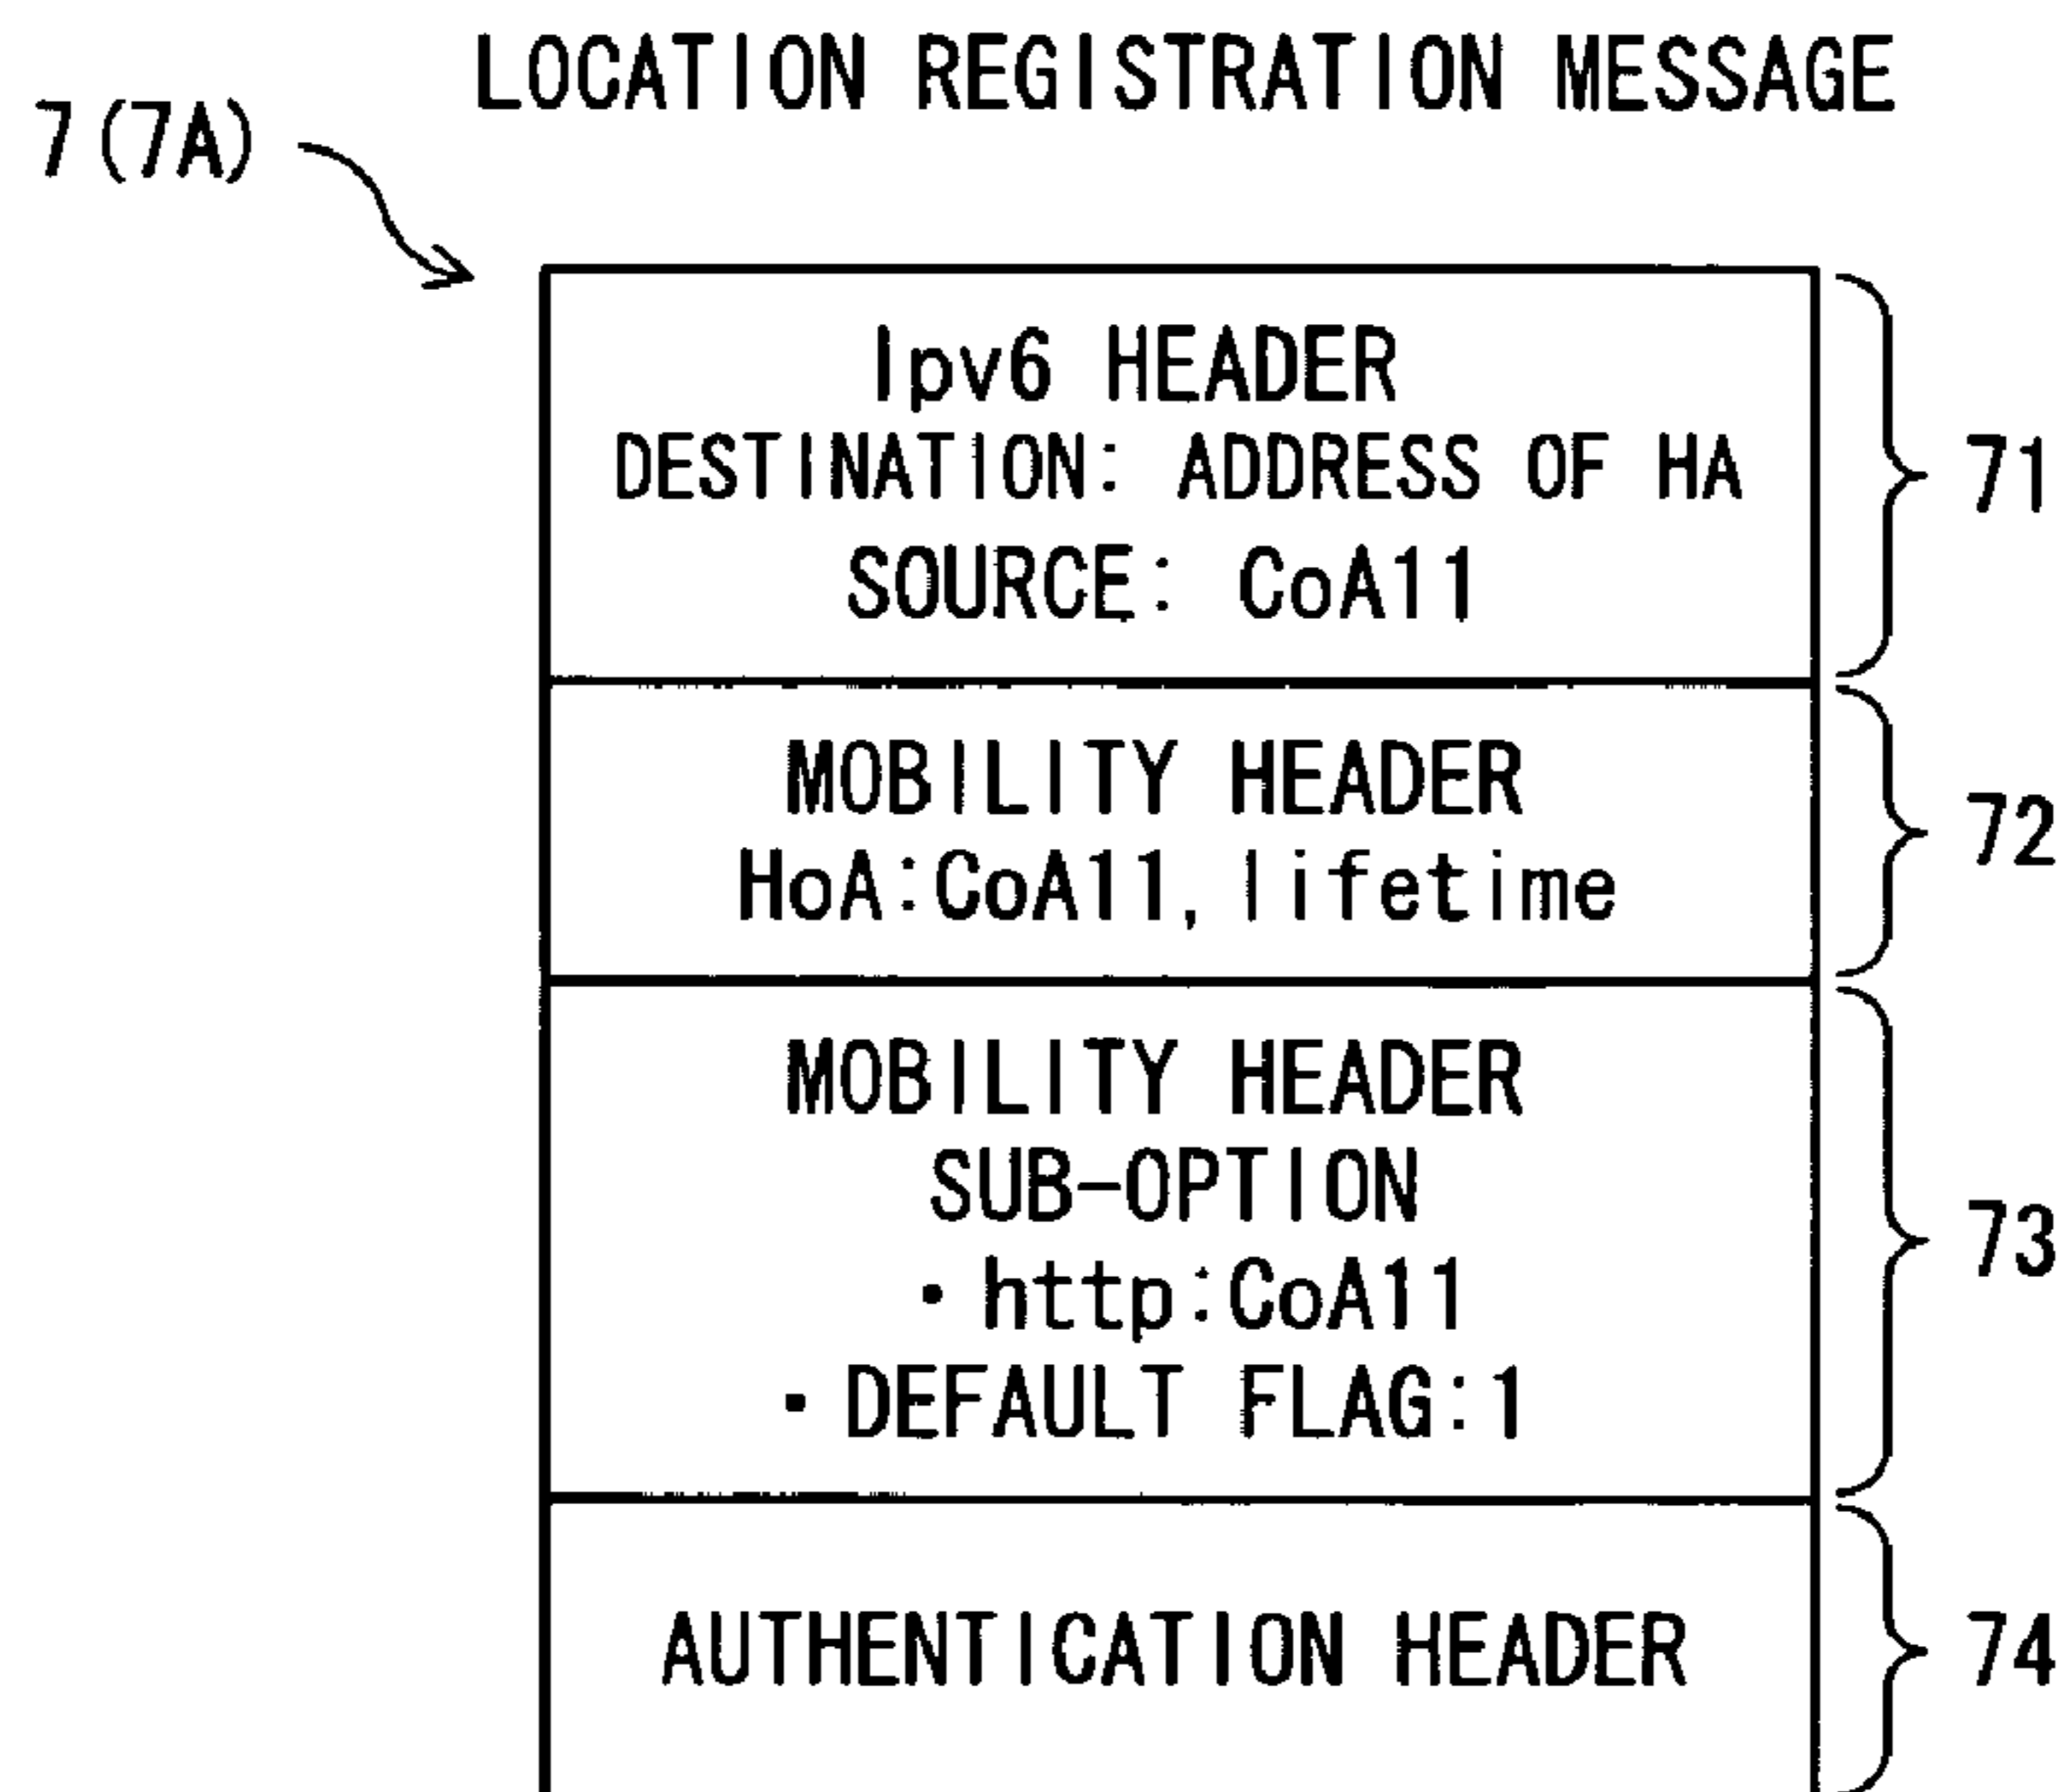 LOCATION REGISTRATION MESSAGE
7(7A)
Ipv6 HEADER
DESTINATION: ADDRESS OF HA
SOURCE: CoA11
71
MOBILITY HEADER
HoA:CoA11, lifetime
72
MOBILITY HEADER
SUB-OPTION
• http:CoA11
• DEFAULT FLAG:1
73
AUTHENTICATION HEADER
74